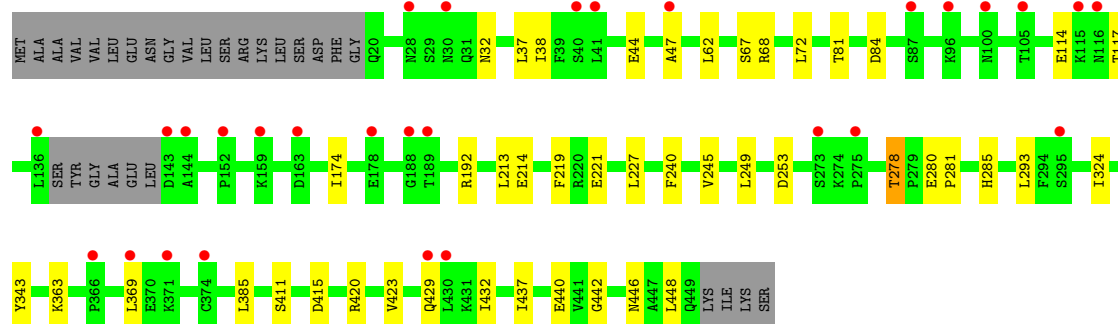 MET ALA ALA VAL VAL LEU GLU ASN GLY VAL LEU SER ARG LYS LEU SER ASP PHE GLY Q20 N28 S29 N30 Q31 N32 L37 I38 F39 S40 L41 E44 A47 L62 S67 R68 L72 T81 D84 S87 K96 N100 T105 E114 K115 N116 T117
L136 SER TYR GLY ALA GLU LEU D143 A144 P152 K159 D163 I174 E178 G188 T189 R192 L213 E214 F219 R220 E221 L227 F240 V245 L249 D253 S273 K274 P275 T278 P279 E280 P281 H285 L293 F294 S295 I324
Y343 K363 P366 L369 E370 K371 C374 L385 S411 D415 R420 V423 Q429 L430 K431 I432 I437 E440 V441 G442 N446 A447 L448 Q449 LYS ILE LYS SER